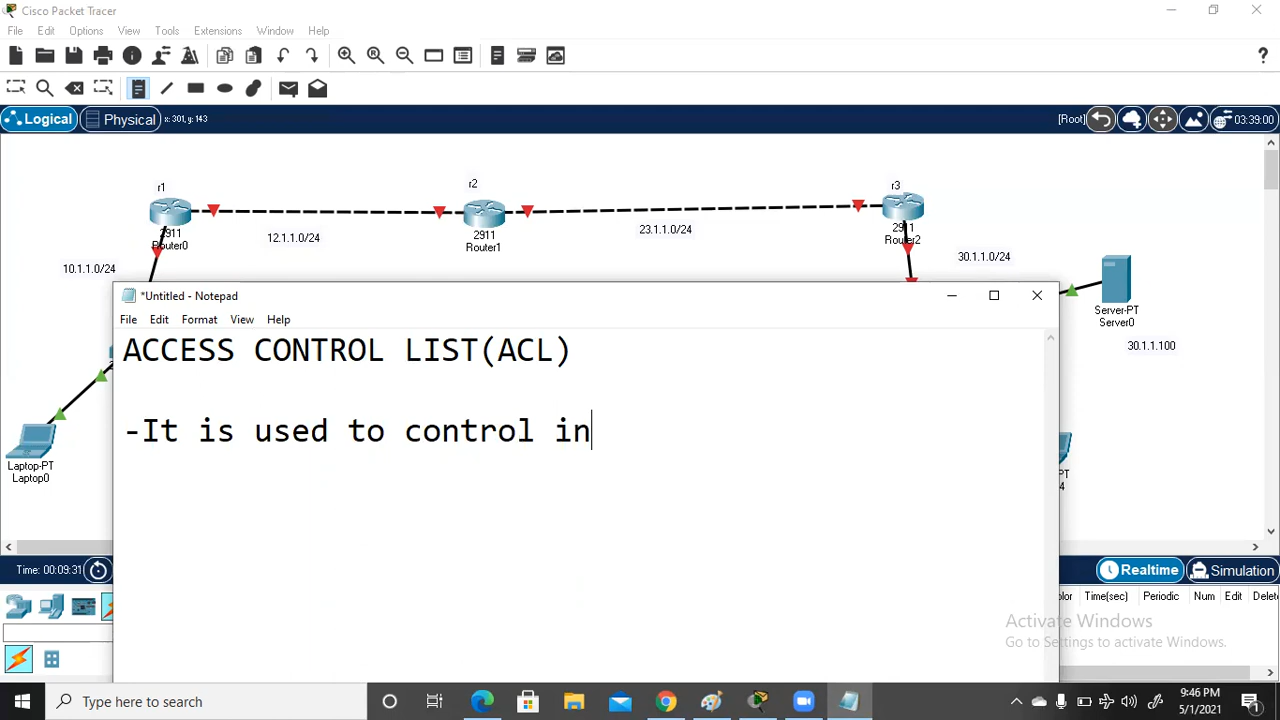 Cisco Packet Tracer
File Edit Options View Tools Extensions Window Help
Logical Physical x: 301, y: 143 [Root] 03:39:00
r1 r2 r3
2911 2911 2911
Router0 Router1 Router2
12.1.1.0/24 23.1.1.0/24
10.1.1.0/24 30.1.1.0/24
Server-PT
Server0
30.1.1.100
*Untitled - Notepad
File Edit Format View Help
ACCESS CONTROL LIST(ACL)
-It is used to control in
Laptop-PT
Laptop0
PT
4
Time: 00:09:31 Realtime Simulation
olor Time(sec) Periodic Num Edit Delete
Activate Windows
Go to Settings to activate Windows.
Type here to search
9:46 PM
5/1/2021
1